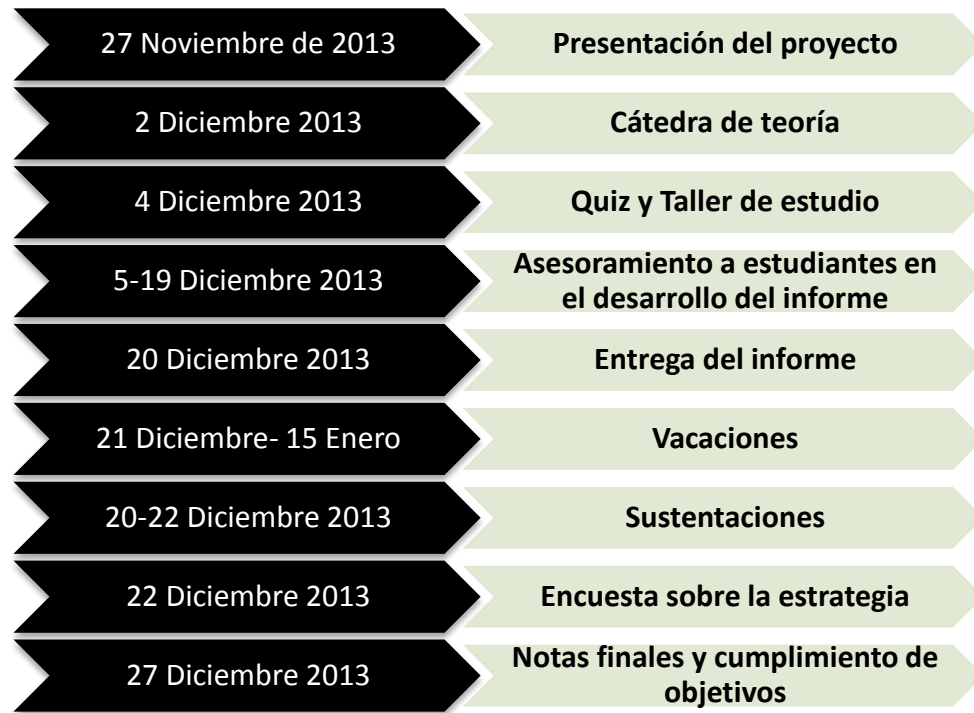 27 Noviembre de 2013
Presentación del proyecto
2 Diciembre 2013
Cátedra de teoría
4 Diciembre 2013
Quiz y Taller de estudio
5-19 Diciembre 2013
Asesoramiento a estudiantes en
el desarrollo del informe
20 Diciembre 2013
Entrega del informe
21 Diciembre- 15 Enero
Vacaciones
20-22 Diciembre 2013
Sustentaciones
22 Diciembre 2013
Encuesta sobre la estrategia
27 Diciembre 2013
Notas finales y cumplimiento de
objetivos